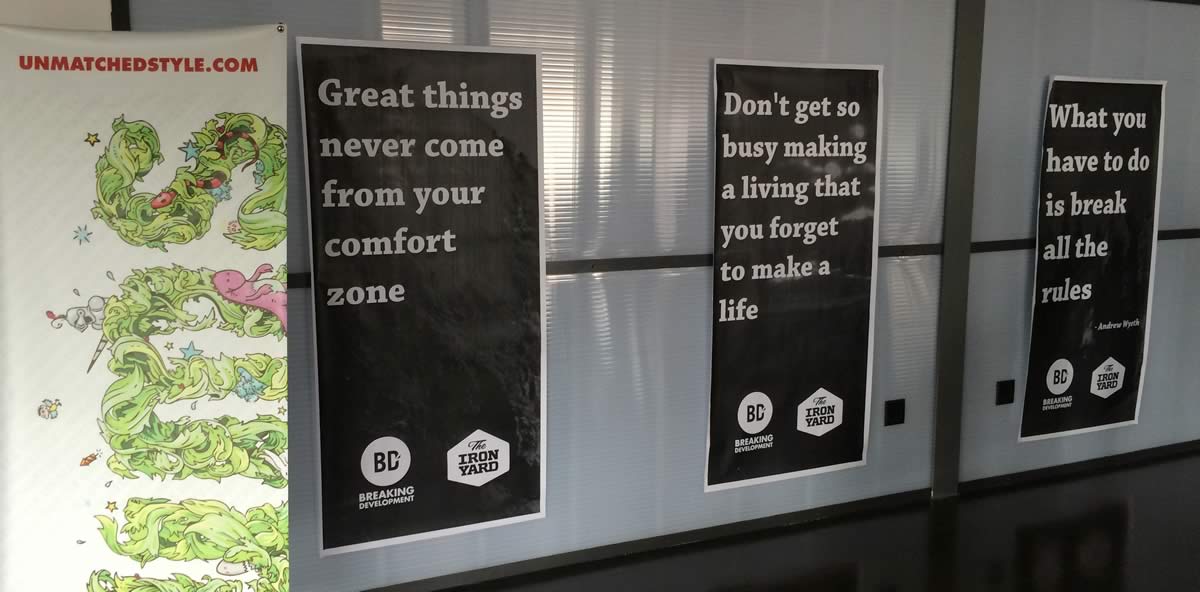 UNMATCHEDSTYLE.COM
Great things
never come
from your
comfort
zone
BD
BREAKING
DEVELOPMENT
The
IRON
YARD
Don't get so
busy making
a living that
you forget
to make a
life
BD
BREAKING
DEVELOPMENT
The
IRON
YARD
What you
have to do
is break
all the
rules
- Andrew Wyeth
BD
BREAKING
DEVELOPMENT
The
IRON
YARD